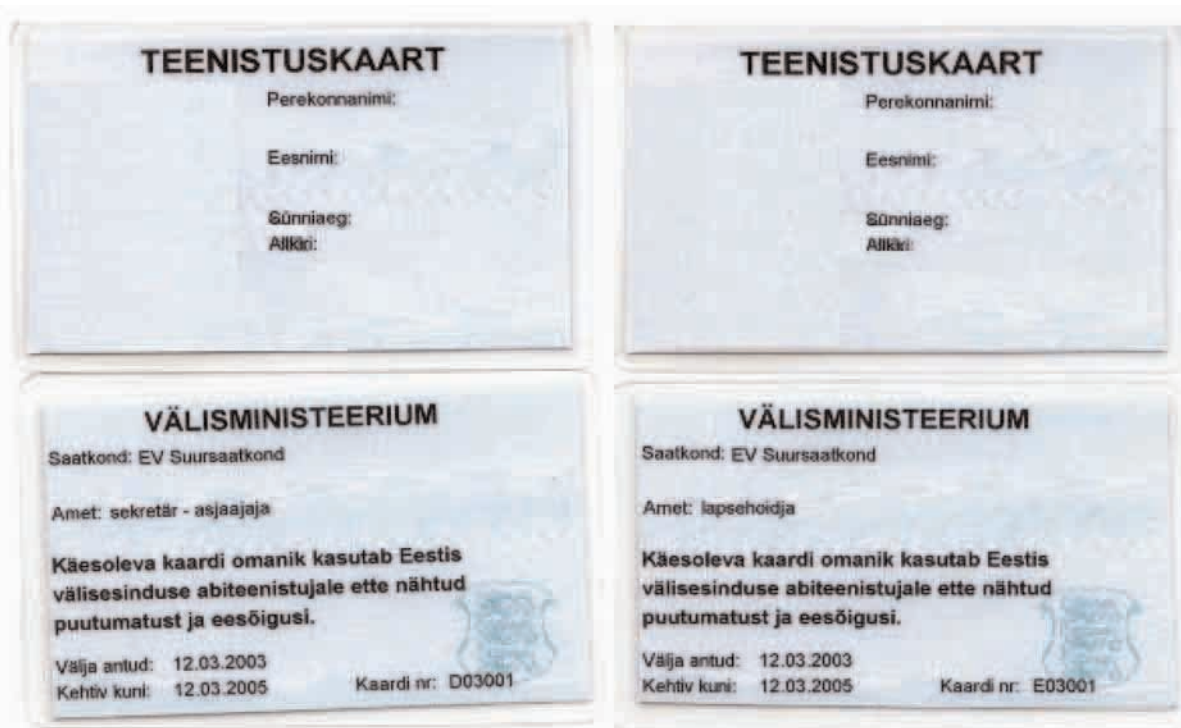 TEENISTUSKAART
Perekonnanimi:
Eesnimi:
Sünniaeg:
Allkiri:
TEENISTUSKAART
Perekonnanimi:
Eesnimi:
Sünniaeg:
Allkiri:
VÄLISMINISTEERIUM
Saatkond: EV Suursaatkond
Amet: sekretär - asjaajaja
Käesoleva kaardi omanik kasutab Eestis
välisesinduse abiteenistujale ette nähtud
puutumatust ja eesõigusi.
Välja antud: 12.03.2003
Kehtiv kuni: 12.03.2005 Kaardi nr: D03001
VÄLISMINISTEERIUM
Saatkond: EV Suursaatkond
Amet: lapsehoidja
Käesoleva kaardi omanik kasutab Eestis
välisesinduse abiteenistujale ette nähtud
puutumatust ja eesõigusi.
Välja antud: 12.03.2003
Kehtiv kuni: 12.03.2005 Kaardi nr: E03001